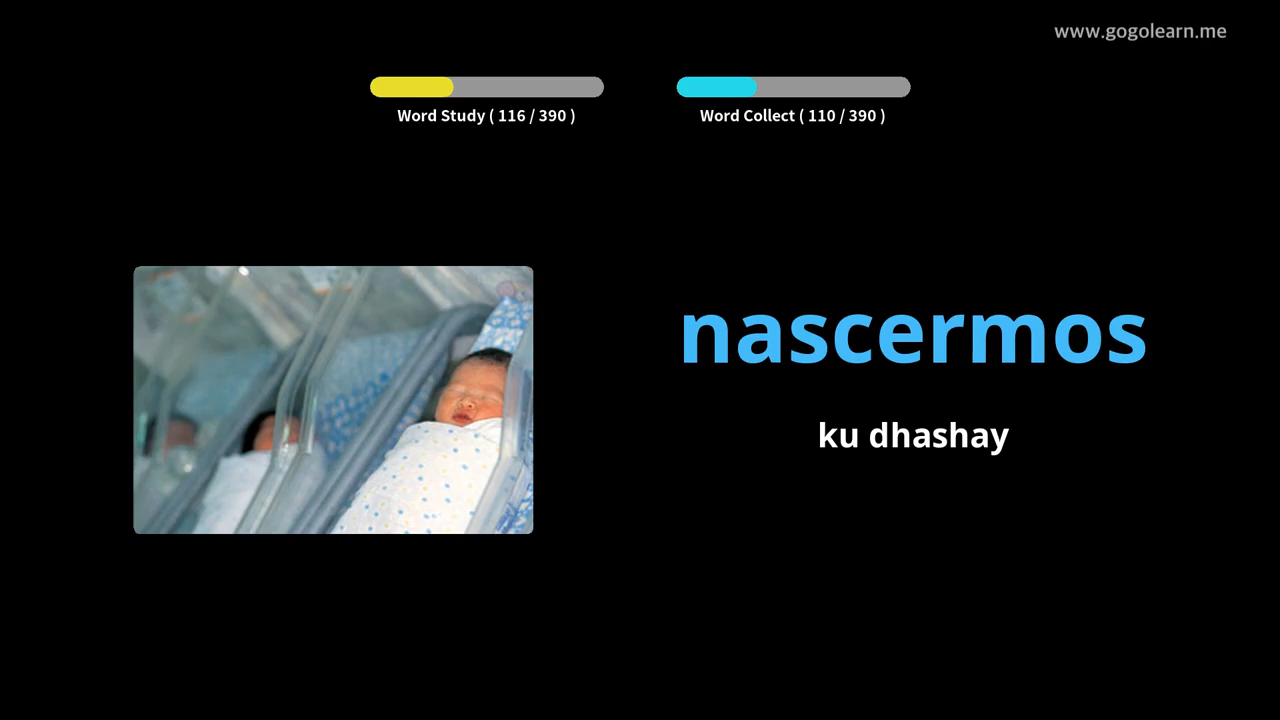 www.gogolearn.me
Word Study ( 116 / 390 )
Word Collect ( 110 / 390 )
nascermos
ku dhashay